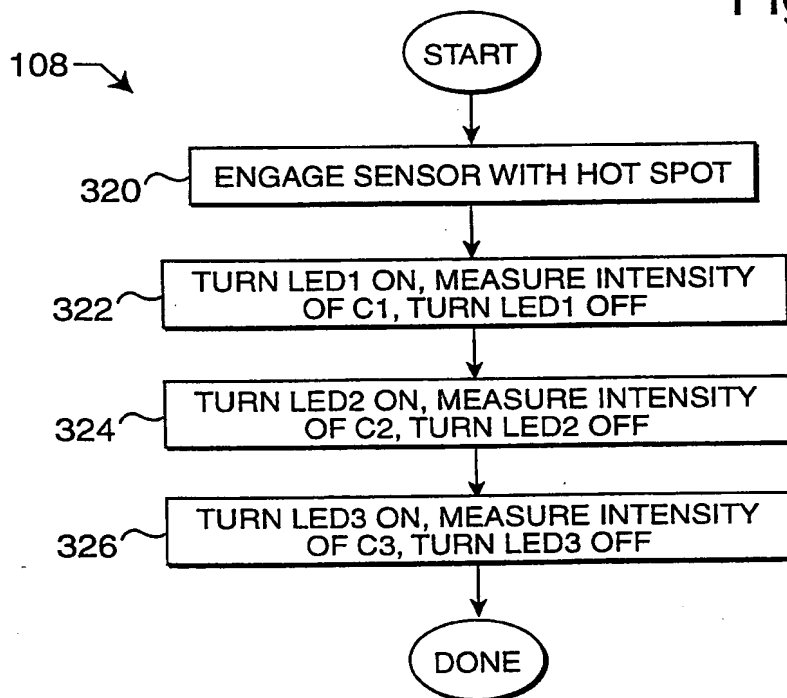 START
108
320
ENGAGE SENSOR WITH HOT SPOT
322
TURN LED1 ON, MEASURE INTENSITY
OF C1, TURN LED1 OFF
324
TURN LED2 ON, MEASURE INTENSITY
OF C2, TURN LED2 OFF
326
TURN LED3 ON, MEASURE INTENSITY
OF C3, TURN LED3 OFF
DONE